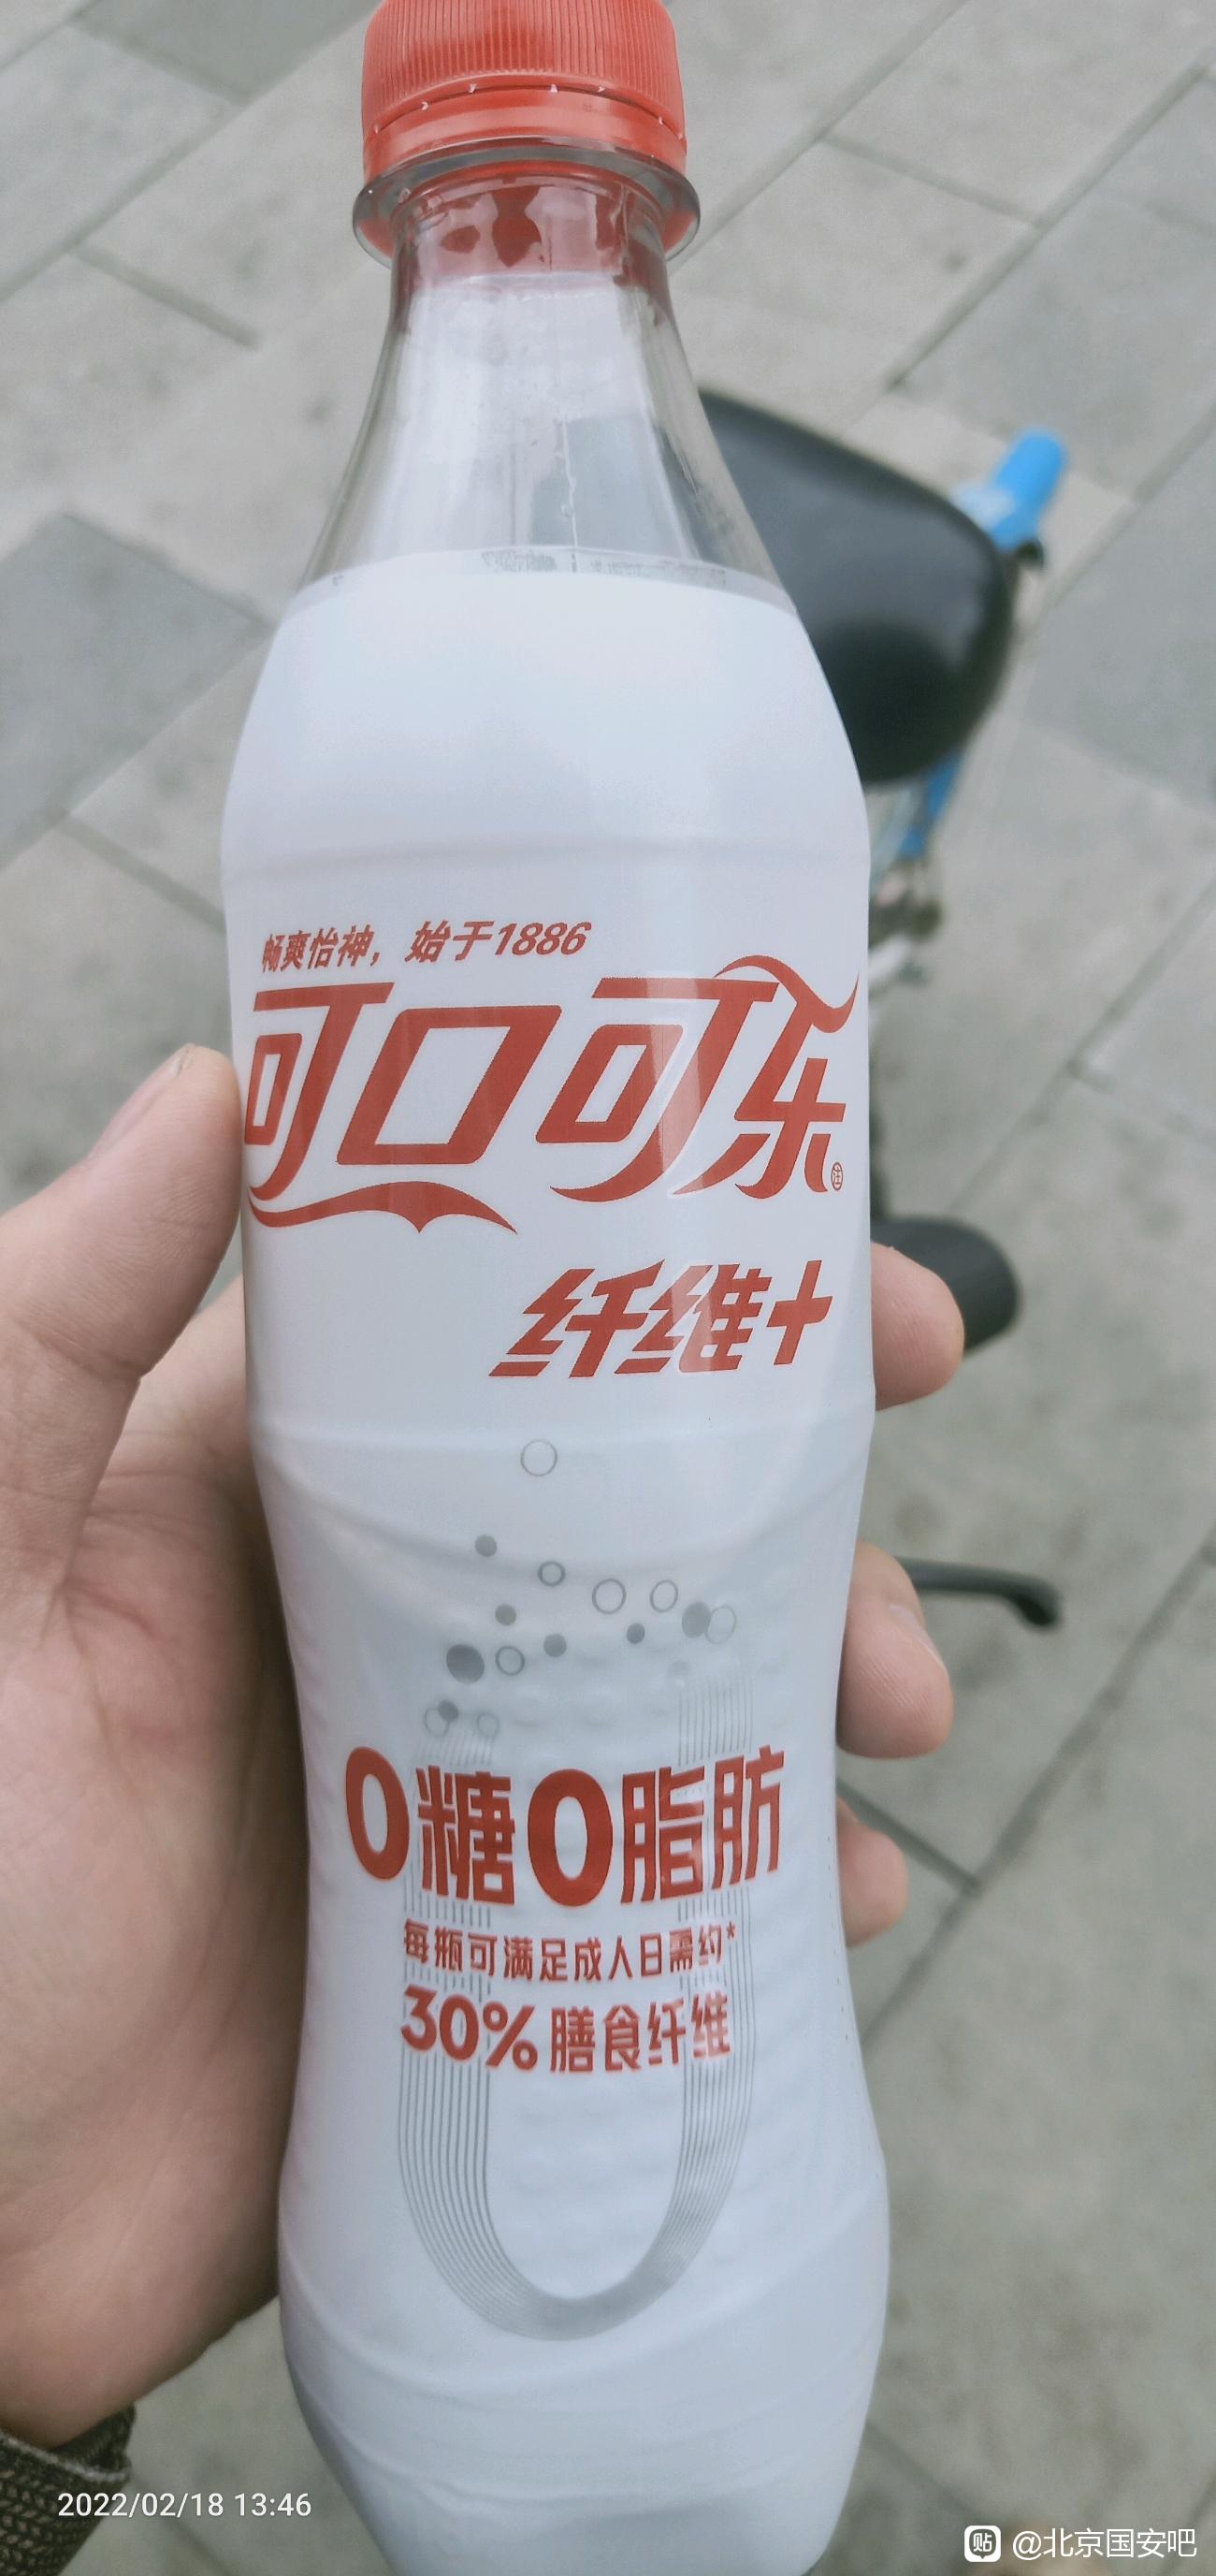 畅爽怡神，始于1886
可口可乐
纤维+
0糖0脂肪
每瓶可满足成人日需约*
30%膳食纤维
2022/02/18 13:46
贴 @北京国安吧